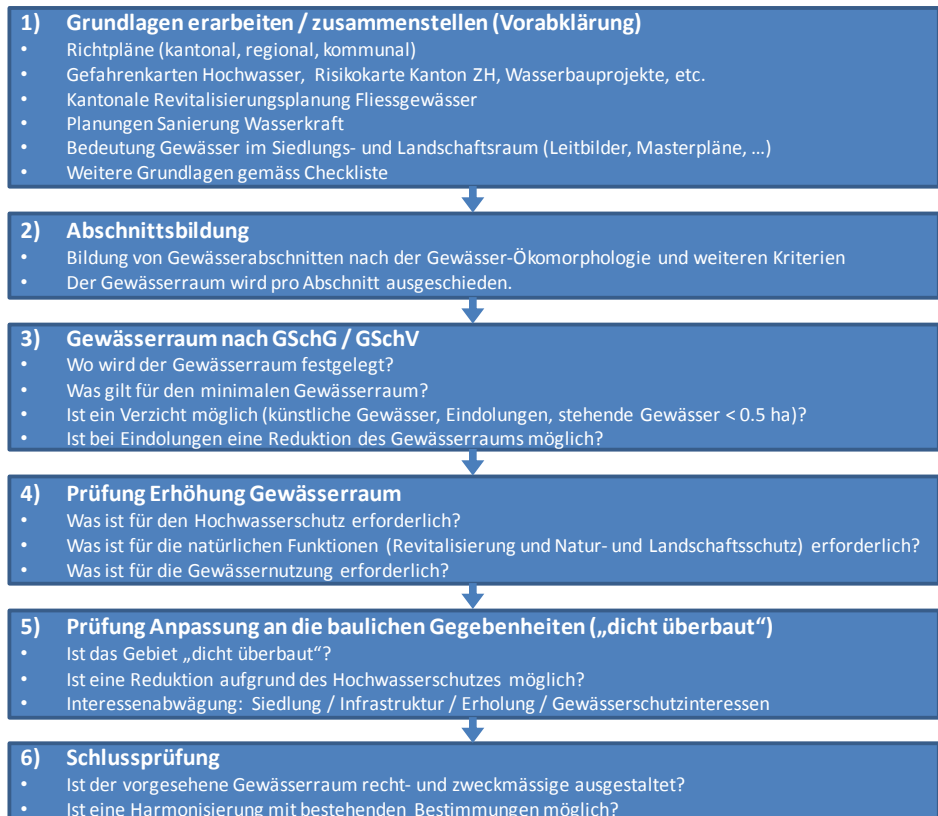 1) Grundlagen erarbeiten / zusammenstellen (Vorabklärung)
• Richtpläne (kantonal, regional, kommunal)
• Gefahrenkarten Hochwasser, Risikokarte Kanton ZH, Wasserbauprojekte, etc.
• Kantonale Revitalisierungsplanung Fliessgewässer
• Planungen Sanierung Wasserkraft
• Bedeutung Gewässer im Siedlungs- und Landschaftsraum (Leitbilder, Masterpläne, …)
• Weitere Grundlagen gemäss Checkliste
2) Abschnittsbildung
• Bildung von Gewässerabschnitten nach der Gewässer-Ökomorphologie und weiteren Kriterien
• Der Gewässerraum wird pro Abschnitt ausgeschieden.
3) Gewässerraum nach GSchG / GSchV
• Wo wird der Gewässerraum festgelegt?
• Was gilt für den minimalen Gewässerraum?
• Ist ein Verzicht möglich (künstliche Gewässer, Eindolungen, stehende Gewässer < 0.5 ha)?
• Ist bei Eindolungen eine Reduktion des Gewässerraums möglich?
4) Prüfung Erhöhung Gewässerraum
• Was ist für den Hochwasserschutz erforderlich?
• Was ist für die natürlichen Funktionen (Revitalisierung und Natur- und Landschaftsschutz) erforderlich?
• Was ist für die Gewässernutzung erforderlich?
5) Prüfung Anpassung an die baulichen Gegebenheiten („dicht überbaut“)
• Ist das Gebiet „dicht überbaut“?
• Ist eine Reduktion aufgrund des Hochwasserschutzes möglich?
• Interessenabwägung: Siedlung / Infrastruktur / Erholung / Gewässerschutzinteressen
6) Schlussprüfung
• Ist der vorgesehene Gewässerraum recht- und zweckmässige ausgestaltet?
• Ist eine Harmonisierung mit bestehenden Bestimmungen möglich?